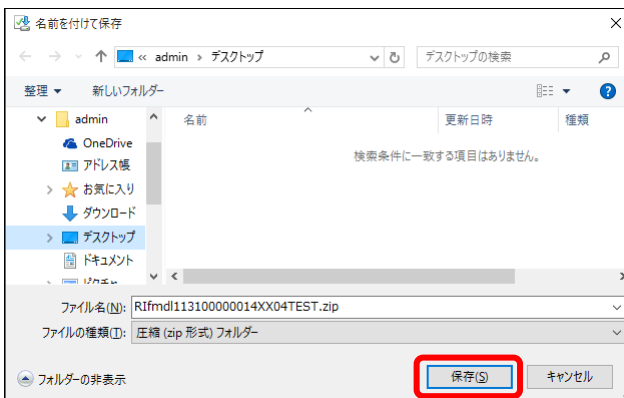 名前を付けて保存
« admin › デスクトップ
デスクトップの検索
整理 新しいフォルダー
admin
OneDrive
アドレス帳
お気に入り
ダウンロード
デスクトップ
ドキュメント
ピクチャ
名前 更新日時 種類
検索条件に一致する項目はありません。
ファイル名(N): RIfmdl113100000014XX04TEST.zip
ファイルの種類(T): 圧縮 (zip 形式) フォルダー
フォルダーの非表示
保存(S) キャンセル